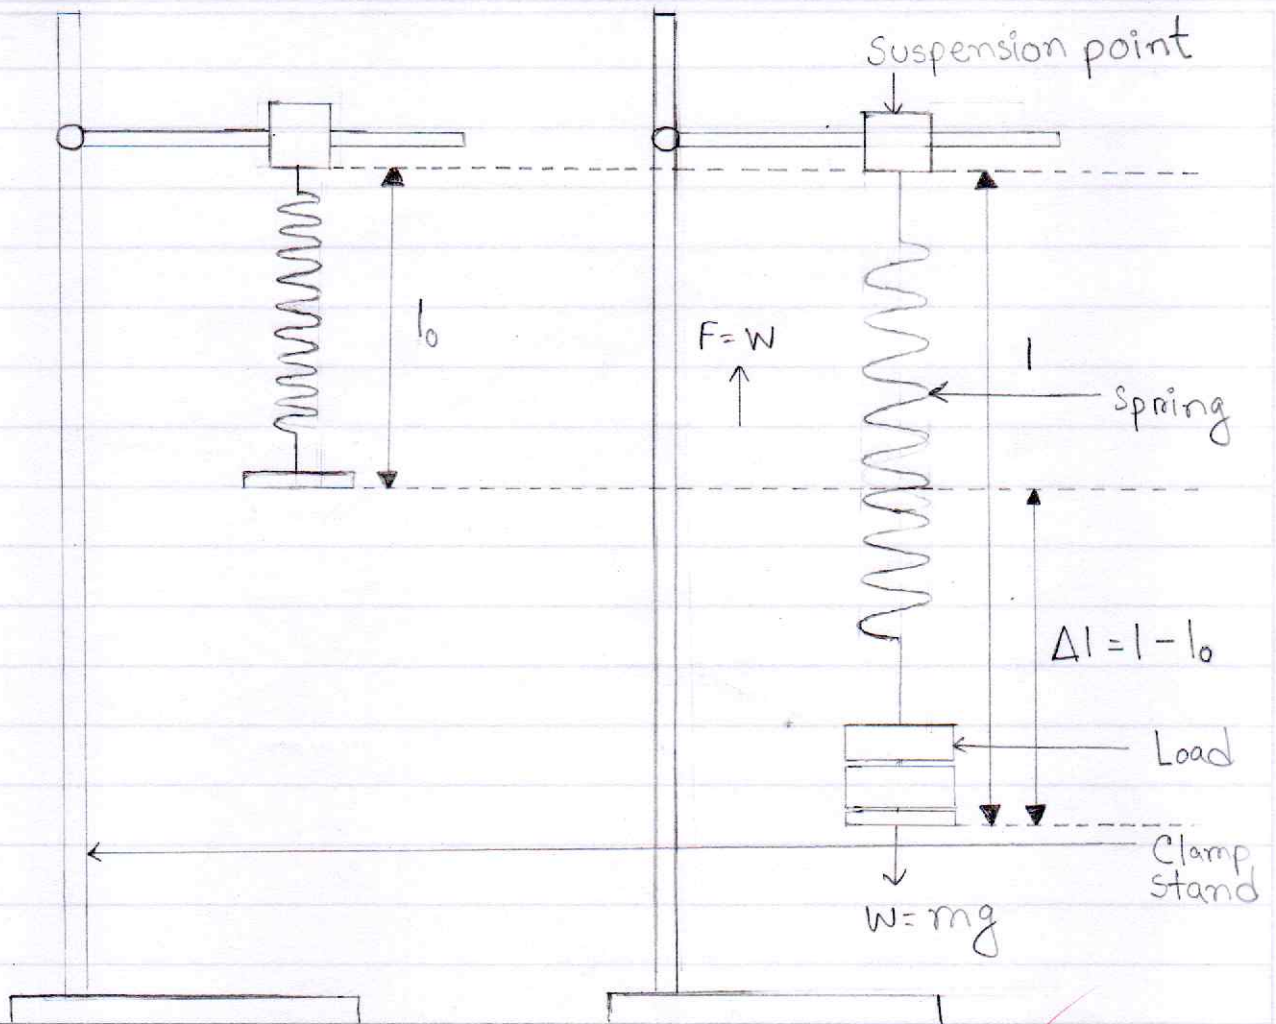 Suspension point
l₀
F=W
l
Spring
Δl = l - l₀
Load
Clamp
stand
W=mg